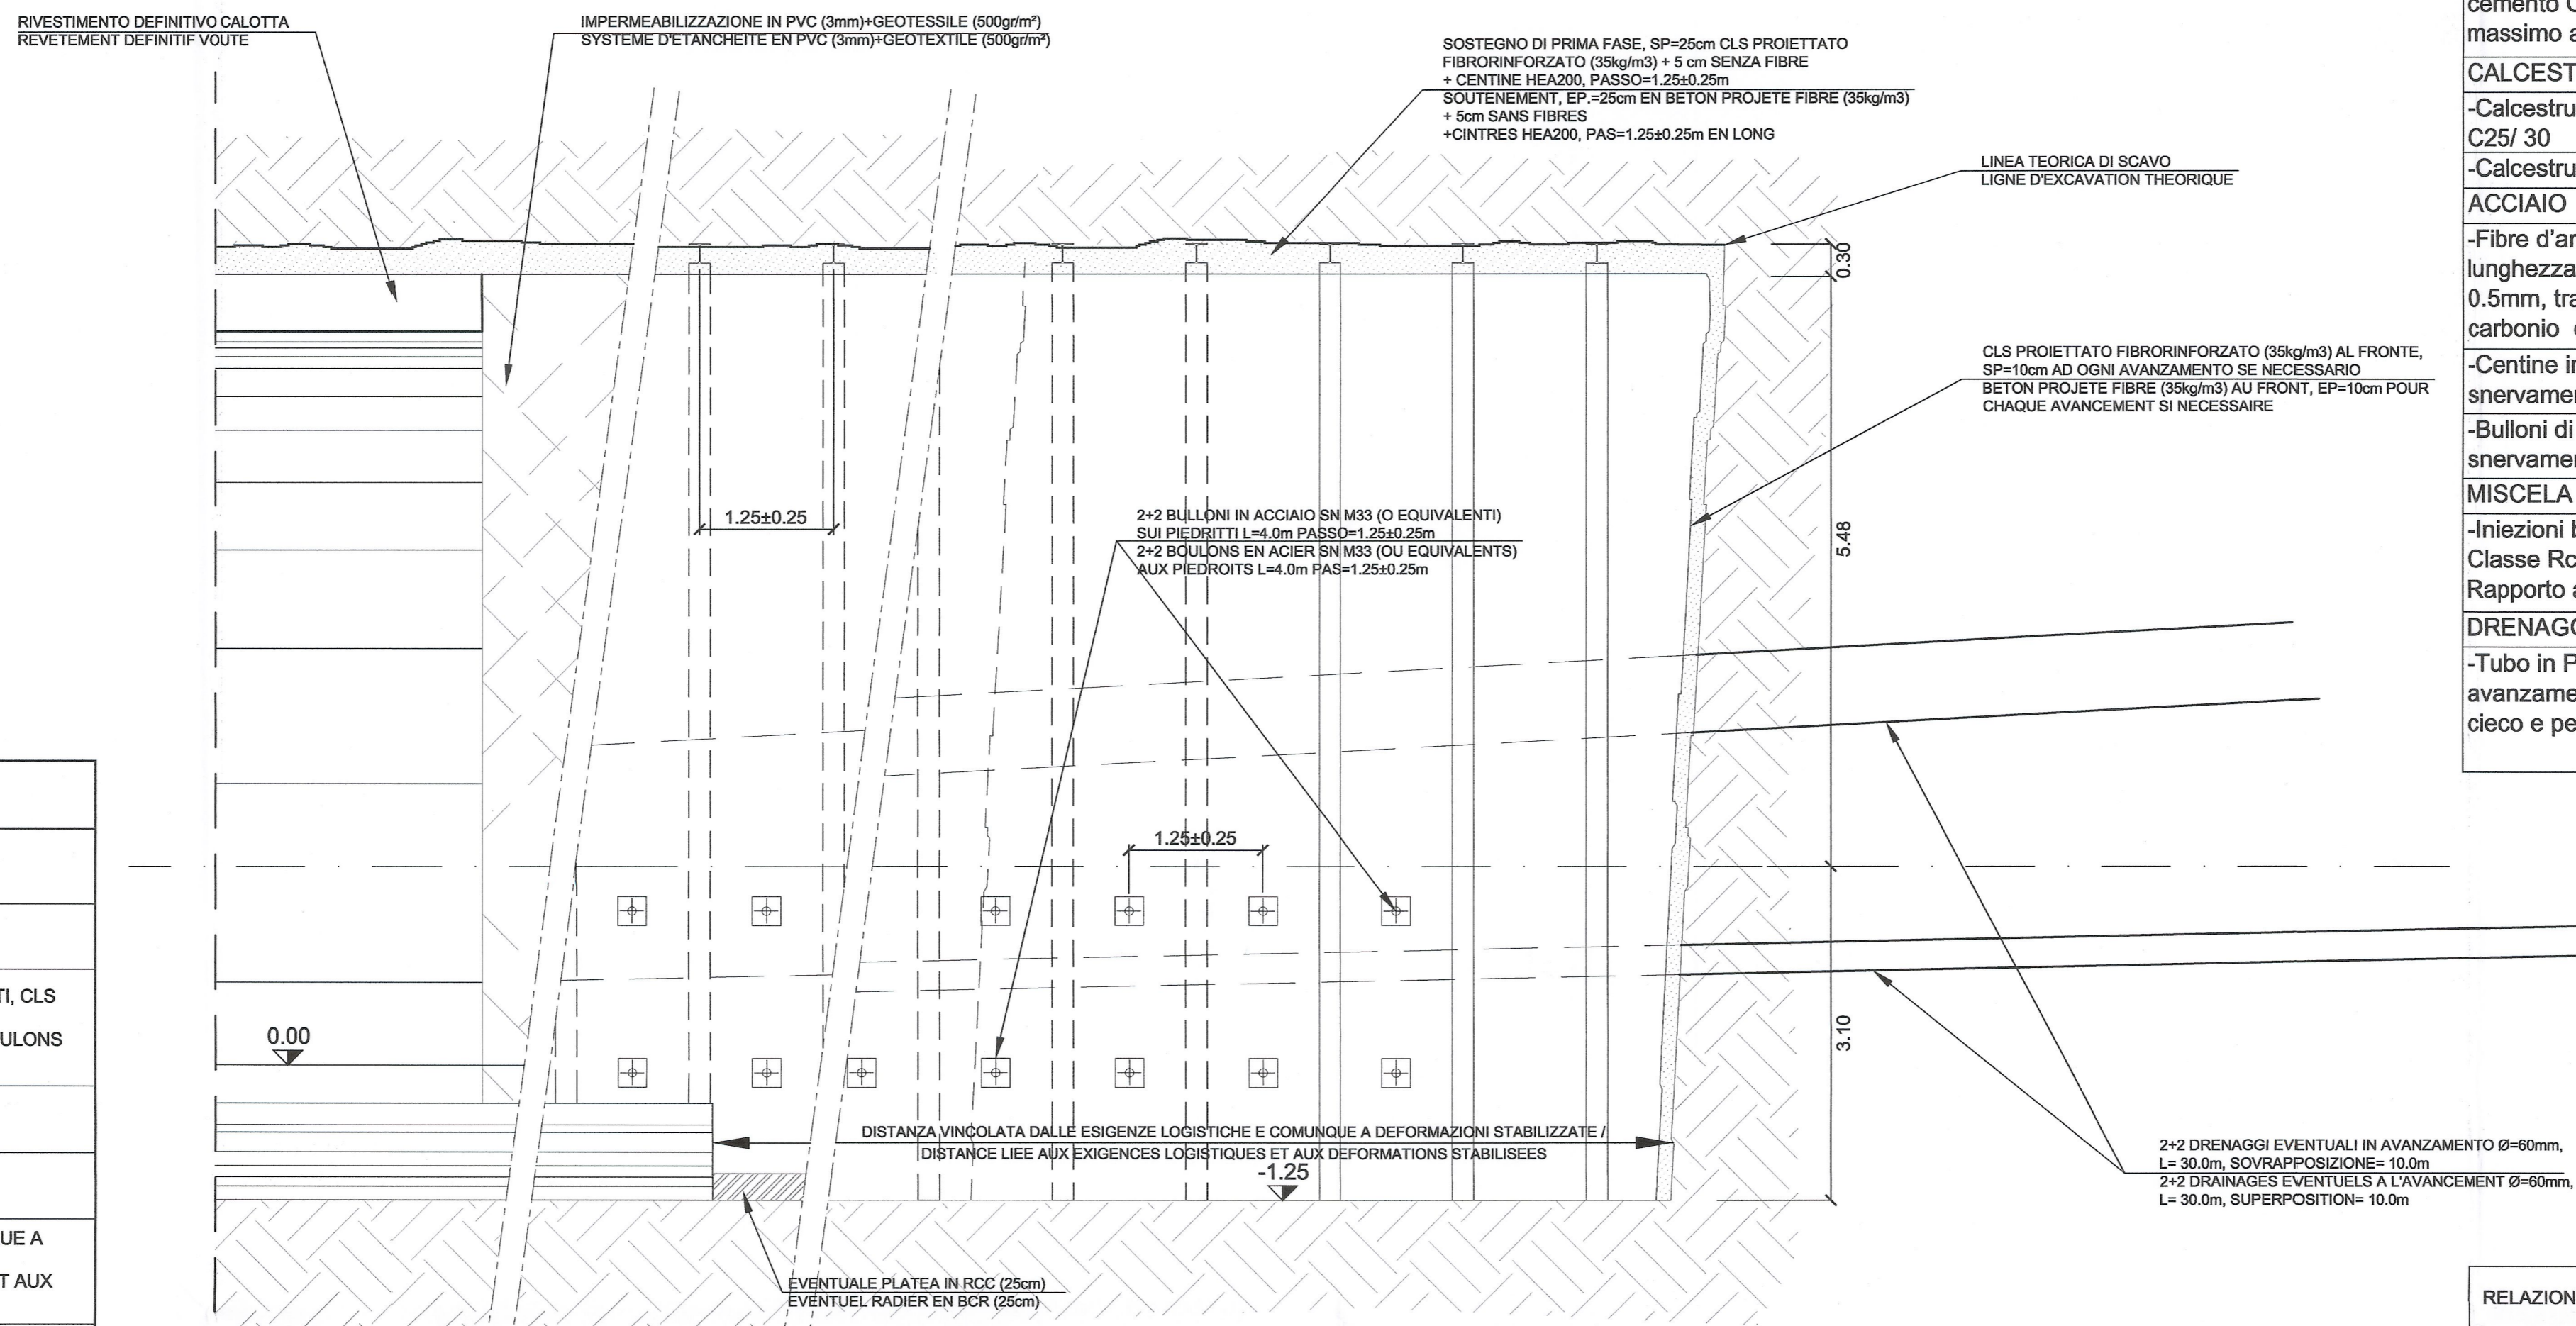 RIVESTIMENTO DEFINITIVO CALOTTA
REVETEMENT DEFINITIF VOUTE
IMPERMEABILIZZAZIONE IN PVC (3mm)+GEOTESSILE (500gr/m²)
SYSTEME D'ETANCHEITE EN PVC (3mm)+GEOTEXTILE (500gr/m²)
SOSTEGNO DI PRIMA FASE, SP=25cm CLS PROIETTATO
FIBRORINFORZATO (35kg/m3) + 5 cm SENZA FIBRE
+ CENTINE HEA200, PASSO=1.25±0.25m
SOUTENEMENT, EP.=25cm EN BETON PROJETE FIBRE (35kg/m3)
+ 5cm SANS FIBRES
+CINTRES HEA200, PAS=1.25±0.25m EN LONG
LINEA TEORICA DI SCAVO
LIGNE D'EXCAVATION THEORIQUE
0.30
CLS PROIETTATO FIBRORINFORZATO (35kg/m3) AL FRONTE,
SP=10cm AD OGNI AVANZAMENTO SE NECESSARIO
BETON PROJETE FIBRE (35kg/m3) AU FRONT, EP=10cm POUR
CHAQUE AVANCEMENT SI NECESSAIRE
1.25±0.25
2+2 BULLONI IN ACCIAIO SN M33 (O EQUIVALENTI)
SUI PIEDRITTI L=4.0m PASSO=1.25±0.25m
2+2 BOULONS EN ACIER SN M33 (OU EQUIVALENTS)
AUX PIEDROITS L=4.0m PAS=1.25±0.25m
5.48
1.25±0.25
0.00
3.10
DISTANZA VINCOLATA DALLE ESIGENZE LOGISTICHE E COMUNQUE A DEFORMAZIONI STABILIZZATE /
DISTANCE LIEE AUX EXIGENCES LOGISTIQUES ET AUX DEFORMATIONS STABILISEES
-1.25
2+2 DRENAGGI EVENTUALI IN AVANZAMENTO Ø=60mm,
L= 30.0m, SOVRAPPOSIZIONE= 10.0m
2+2 DRAINAGES EVENTUELS A L'AVANCEMENT Ø=60mm,
L= 30.0m, SUPERPOSITION= 10.0m
EVENTUALE PLATEA IN RCC (25cm)
EVENTUEL RADIER EN BCR (25cm)
TI, CLS
ULONS
UE A
T AUX
cemento
massimo a
CALCEST
-Calcestru
C25/ 30
-Calcestru
ACCIAIO
-Fibre d'ar
lunghezza
0.5mm, tra
carbonio
-Centine in
snervamen
-Bulloni di
snervamen
MISCELA
-Iniezioni b
Classe Rc
Rapporto a
DRENAGG
-Tubo in P
avanzame
cieco e pe
RELAZION